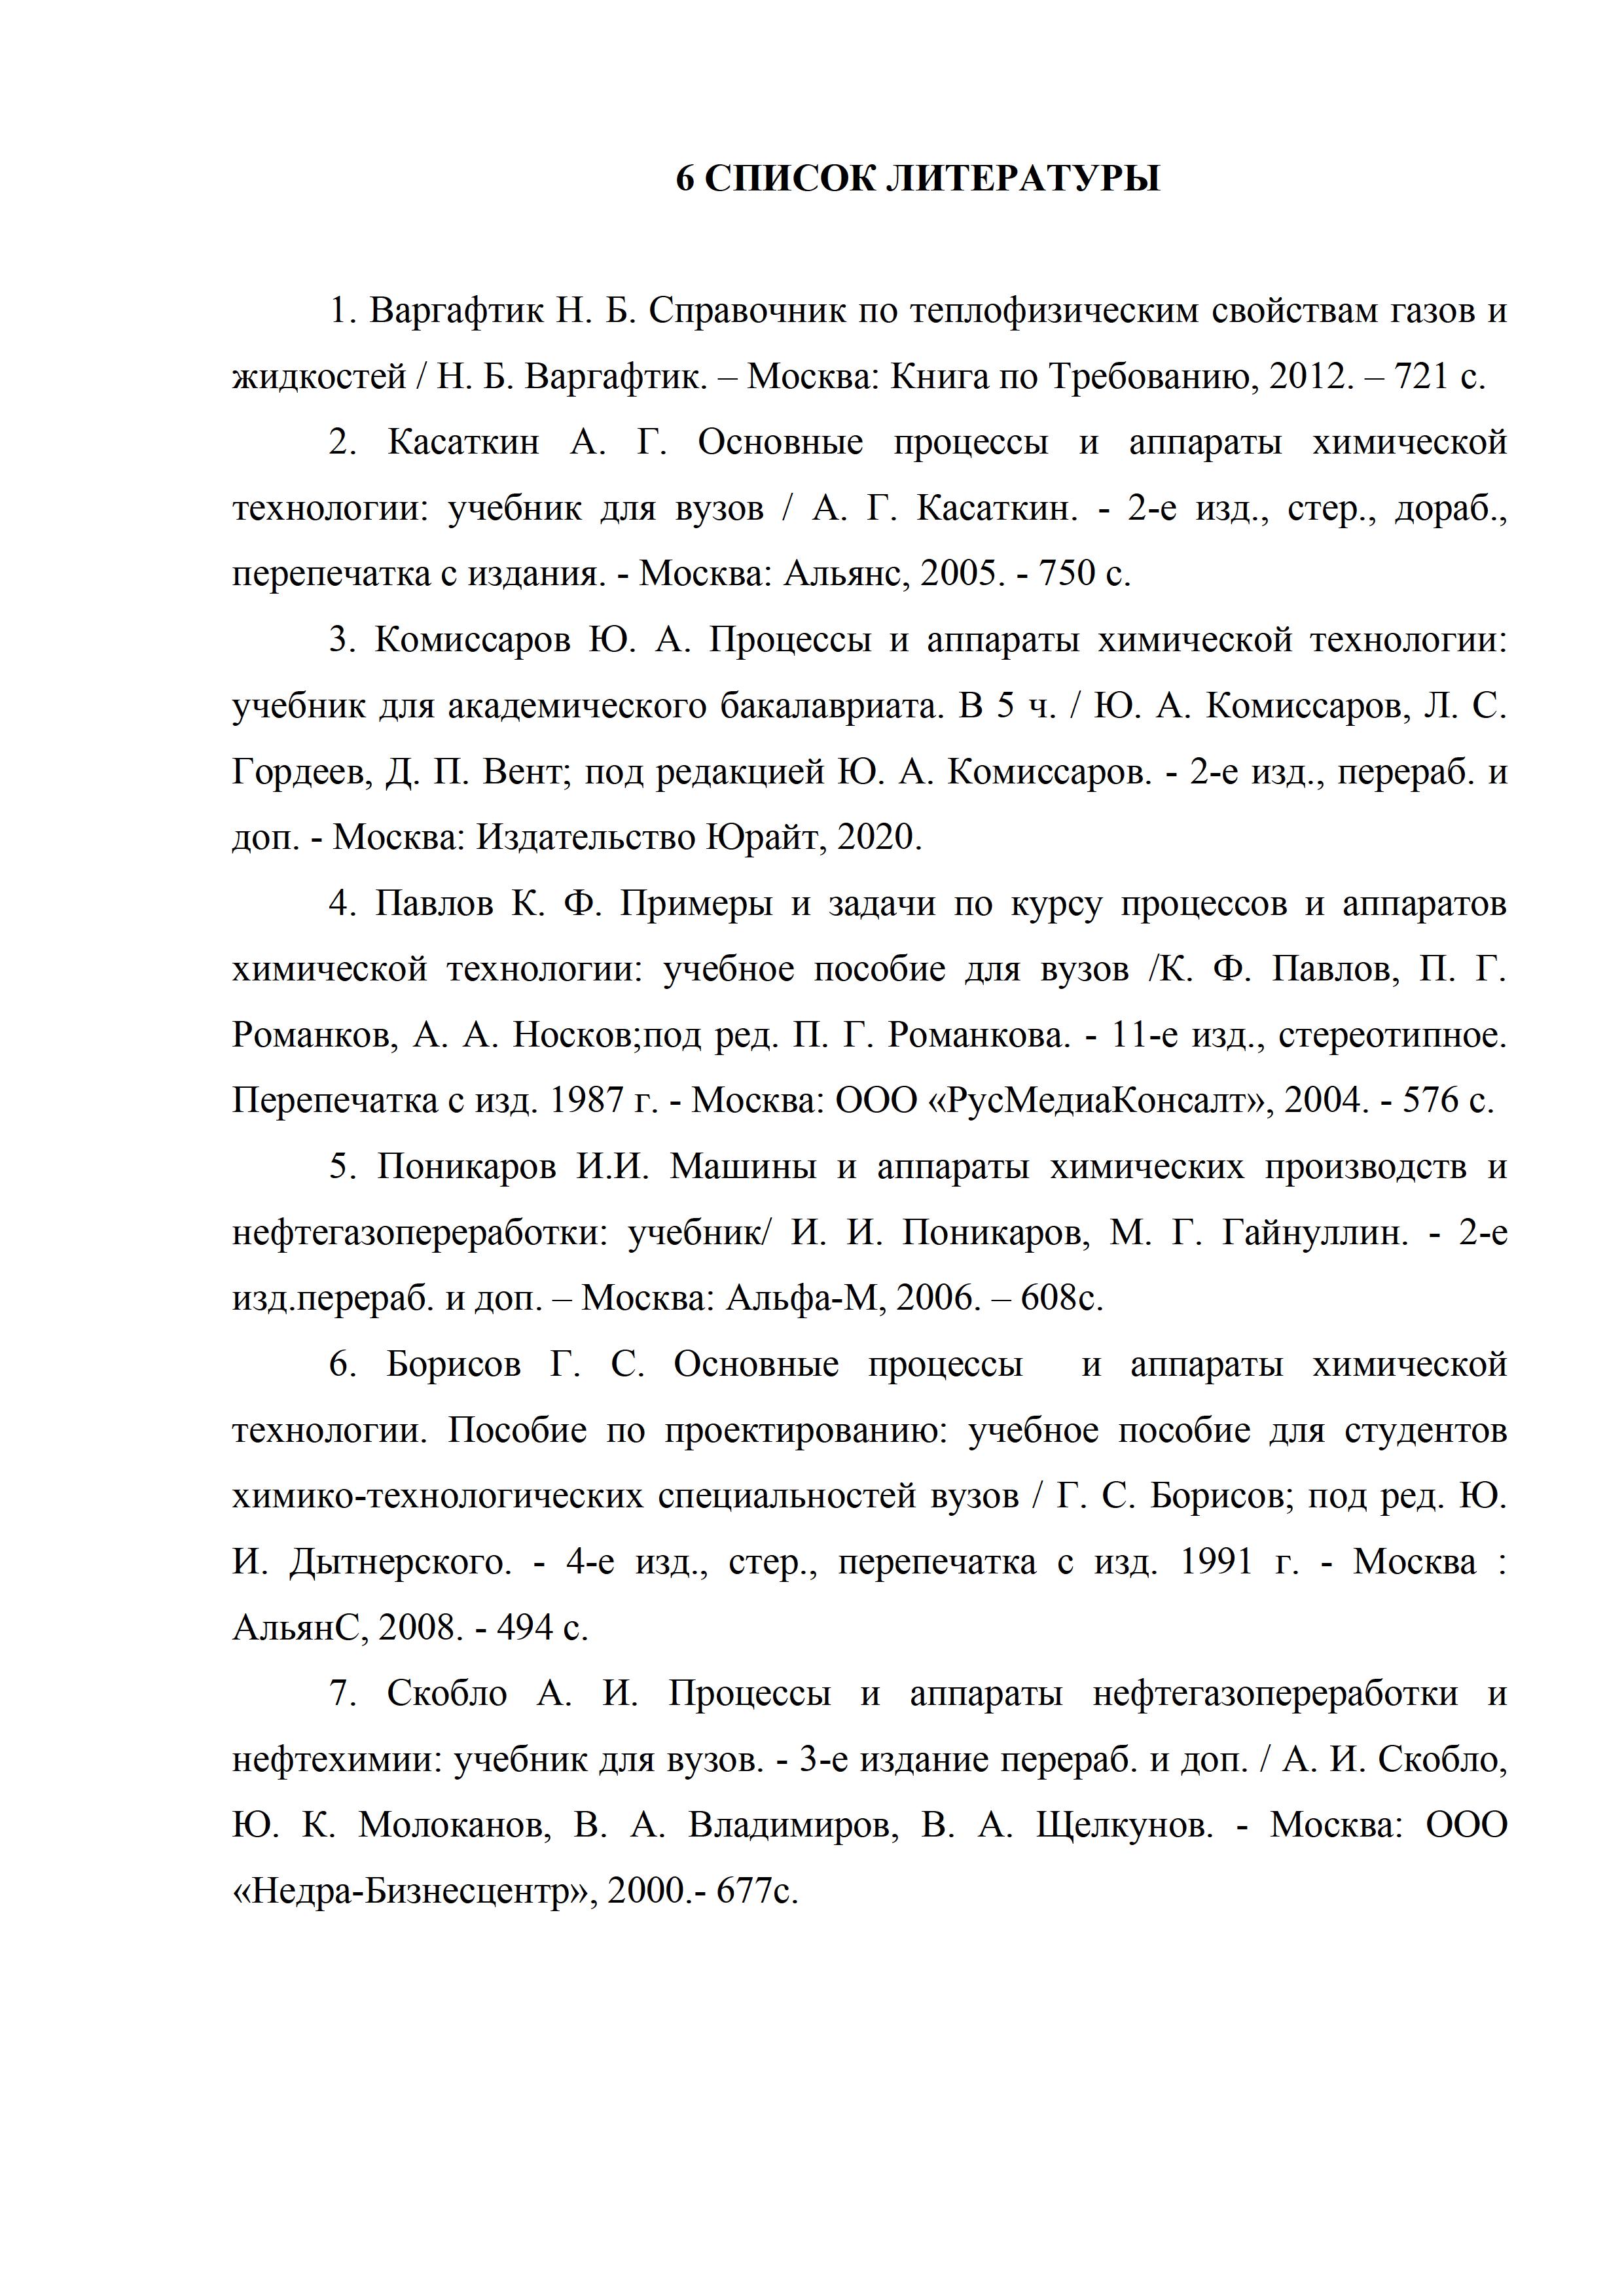 6 СПИСОК ЛИТЕРАТУРЫ
1. Варгафтик Н. Б. Справочник по теплофизическим свойствам газов и
жидкостей / Н. Б. Варгафтик. – Москва: Книга по Требованию, 2012. – 721 с.
2. Касаткин А. Г. Основные процессы и аппараты химической
технологии: учебник для вузов / А. Г. Касаткин. - 2-е изд., стер., дораб.,
перепечатка с издания. - Москва: Альянс, 2005. - 750 с.
3. Комиссаров Ю. А. Процессы и аппараты химической технологии:
учебник для академического бакалавриата. В 5 ч. / Ю. А. Комиссаров, Л. С.
Гордеев, Д. П. Вент; под редакцией Ю. А. Комиссаров. - 2-е изд., перераб. и
доп. - Москва: Издательство Юрайт, 2020.
4. Павлов К. Ф. Примеры и задачи по курсу процессов и аппаратов
химической технологии: учебное пособие для вузов /К. Ф. Павлов, П. Г.
Романков, А. А. Носков;под ред. П. Г. Романкова. - 11-е изд., стереотипное.
Перепечатка с изд. 1987 г. - Москва: ООО «РусМедиаКонсалт», 2004. - 576 с.
5. Поникаров И.И. Машины и аппараты химических производств и
нефтегазопереработки: учебник/ И. И. Поникаров, М. Г. Гайнуллин. - 2-е
изд.перераб. и доп. – Москва: Альфа-М, 2006. – 608с.
6. Борисов Г. С. Основные процессы и аппараты химической
технологии. Пособие по проектированию: учебное пособие для студентов
химико-технологических специальностей вузов / Г. С. Борисов; под ред. Ю.
И. Дытнерского. - 4-е изд., стер., перепечатка с изд. 1991 г. - Москва :
АльянС, 2008. - 494 с.
7. Скобло А. И. Процессы и аппараты нефтегазопереработки и
нефтехимии: учебник для вузов. - 3-е издание перераб. и доп. / А. И. Скобло,
Ю. К. Молоканов, В. А. Владимиров, В. А. Щелкунов. - Москва: ООО
«Недра-Бизнесцентр», 2000.- 677с.